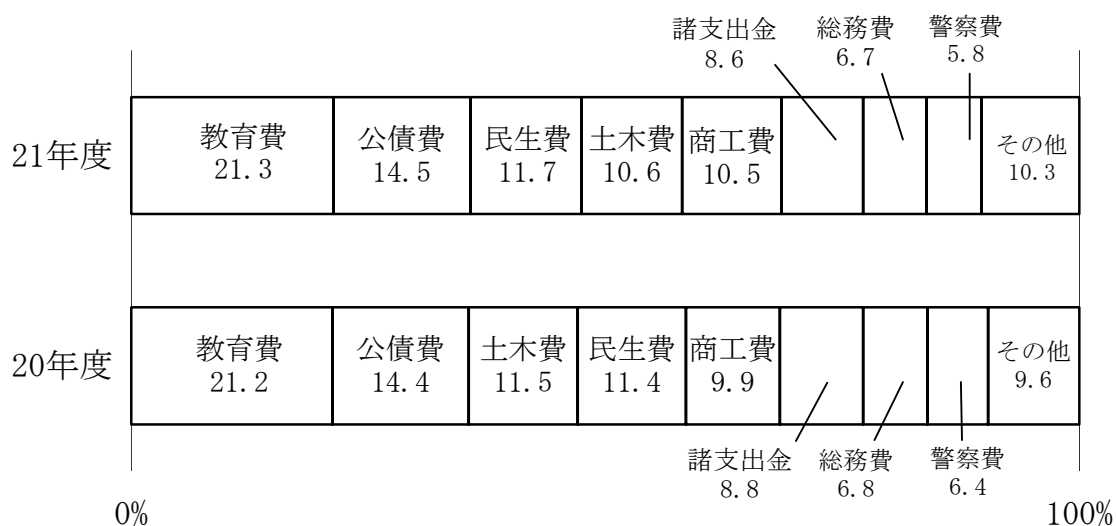 諸支出金
8.6
総務費
6.7
警察費
5.8
21年度
教育費
21.3
公債費
14.5
民生費
11.7
土木費
10.6
商工費
10.5
その他
10.3
20年度
教育費
21.2
公債費
14.4
土木費
11.5
民生費
11.4
商工費
9.9
その他
9.6
諸支出金
8.8
総務費
6.8
警察費
6.4
0%
100%